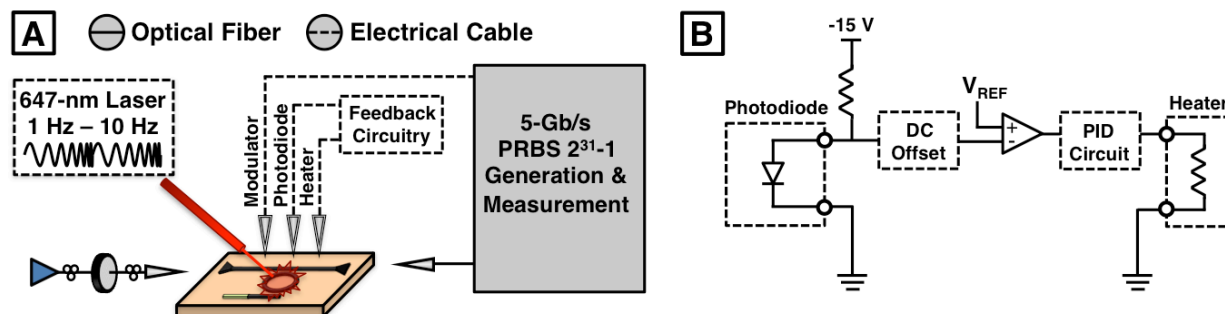 A
Optical Fiber
Electrical Cable
647-nm Laser
1 Hz – 10 Hz
Modulator
Photodiode
Heater
Feedback
Circuitry
5-Gb/s
PRBS 2³¹-1
Generation &
Measurement
B
-15 V
Photodiode
DC
Offset
V_REF
+
-
PID
Circuit
Heater